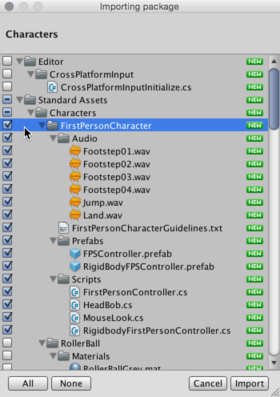 Importing package
Characters
Editor NEW
CrossPlatformInput NEW
CrossPlatformInputInitialize.cs NEW
Standard Assets NEW
Characters NEW
FirstPersonCharacter NEW
Audio NEW
Footstep01.wav NEW
Footstep02.wav NEW
Footstep03.wav NEW
Footstep04.wav NEW
Jump.wav NEW
Land.wav NEW
FirstPersonCharacterGuidelines.txt NEW
Prefabs NEW
FPSController.prefab NEW
RigidBodyFPSController.prefab NEW
Scripts NEW
FirstPersonController.cs NEW
HeadBob.cs NEW
MouseLook.cs NEW
RigidbodyFirstPersonController.cs NEW
RollerBall NEW
Materials NEW
RollerBallGrey.mat NEW
All None Cancel Import